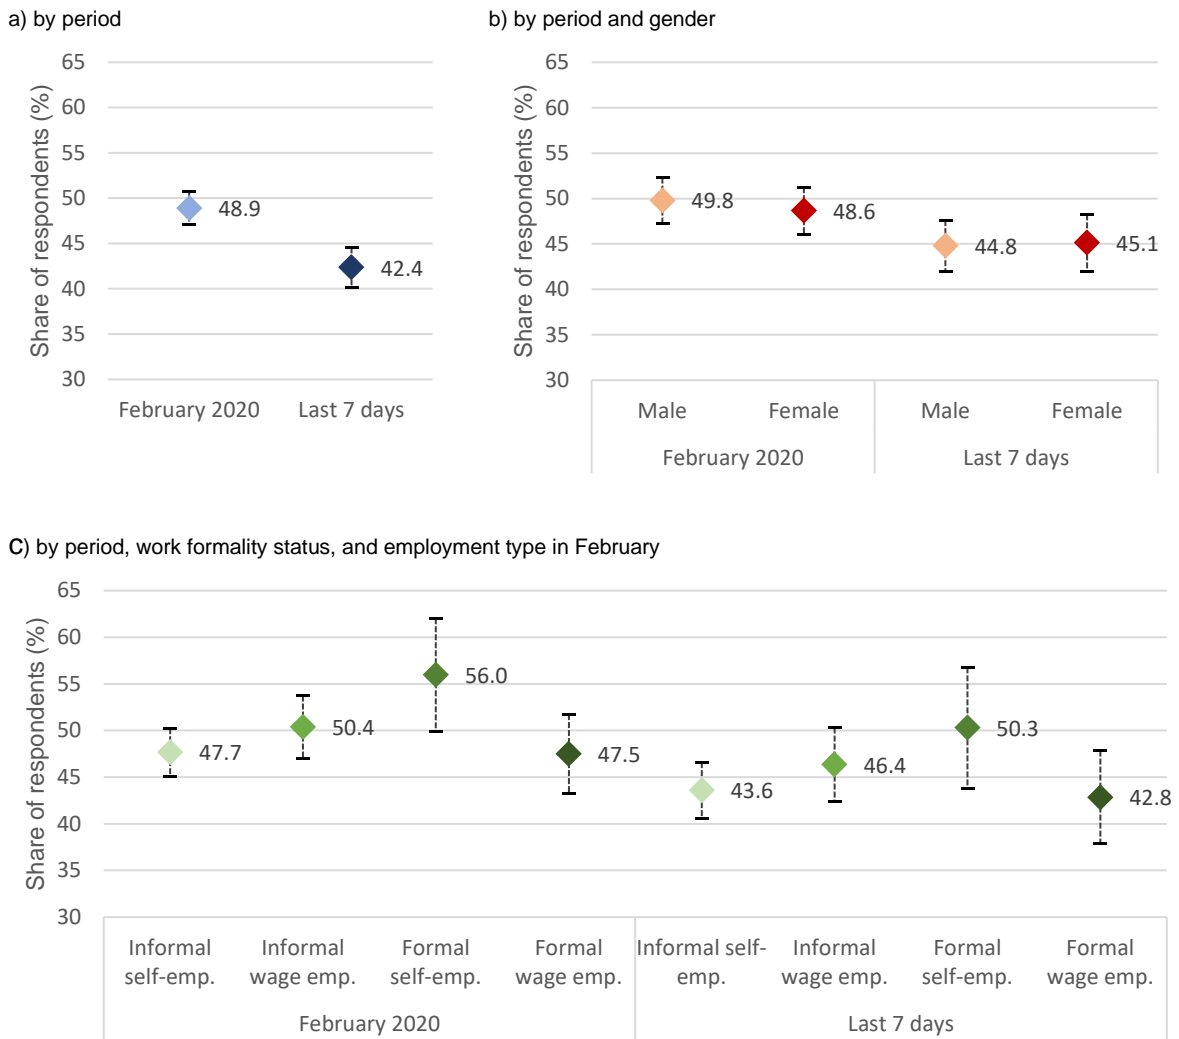 a) by period
b) by period and gender
Share of respondents (%)
65
60
55
50
45
40
35
30
48.9
42.4
February 2020
Last 7 days
Share of respondents (%)
65
60
55
50
45
40
35
30
49.8
48.6
44.8
45.1
Male
Female
Male
Female
February 2020
Last 7 days
C) by period, work formality status, and employment type in February
Share of respondents (%)
65
60
55
50
45
40
35
30
47.7
50.4
56.0
47.5
43.6
46.4
50.3
42.8
Informal
self-emp.
Informal
wage emp.
Formal
self-emp.
Formal
wage emp.
Informal self-
emp.
Informal
wage emp.
Formal
self-emp.
Formal
wage emp.
February 2020
Last 7 days